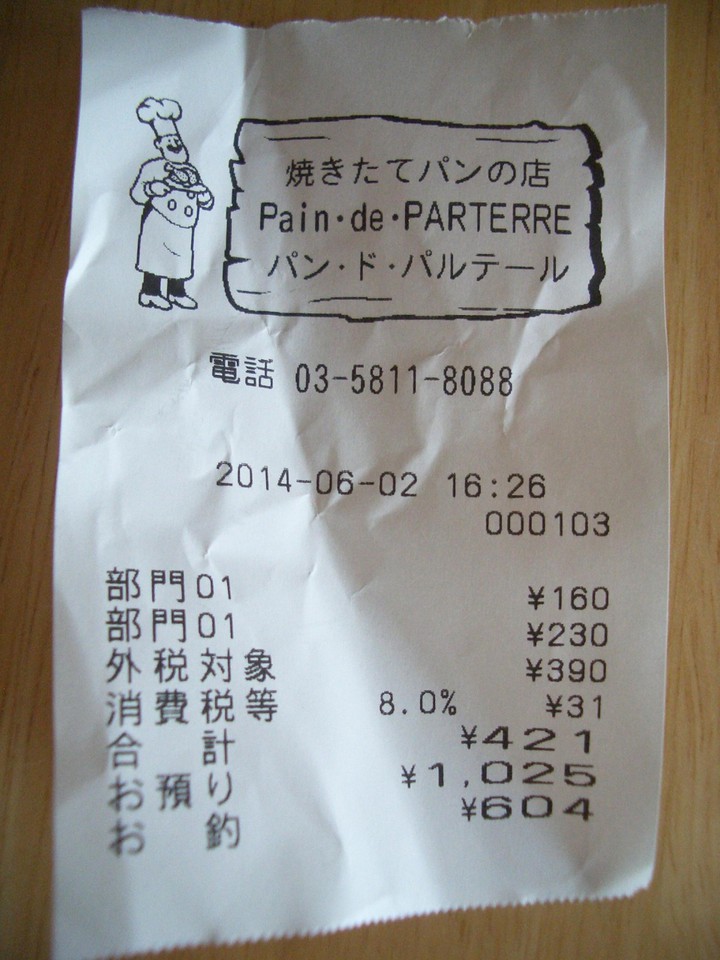 焼きたてパンの店
Pain・de・PARTERRE
パン・ド・パルテール
電話 03-5811-8088
2014-06-02 16:26
000103
部門01 ¥160
部門01 ¥230
外税対象 ¥390
消費税等 8.0% ¥31
合計 ¥421
お預り ¥1,025
お釣 ¥604